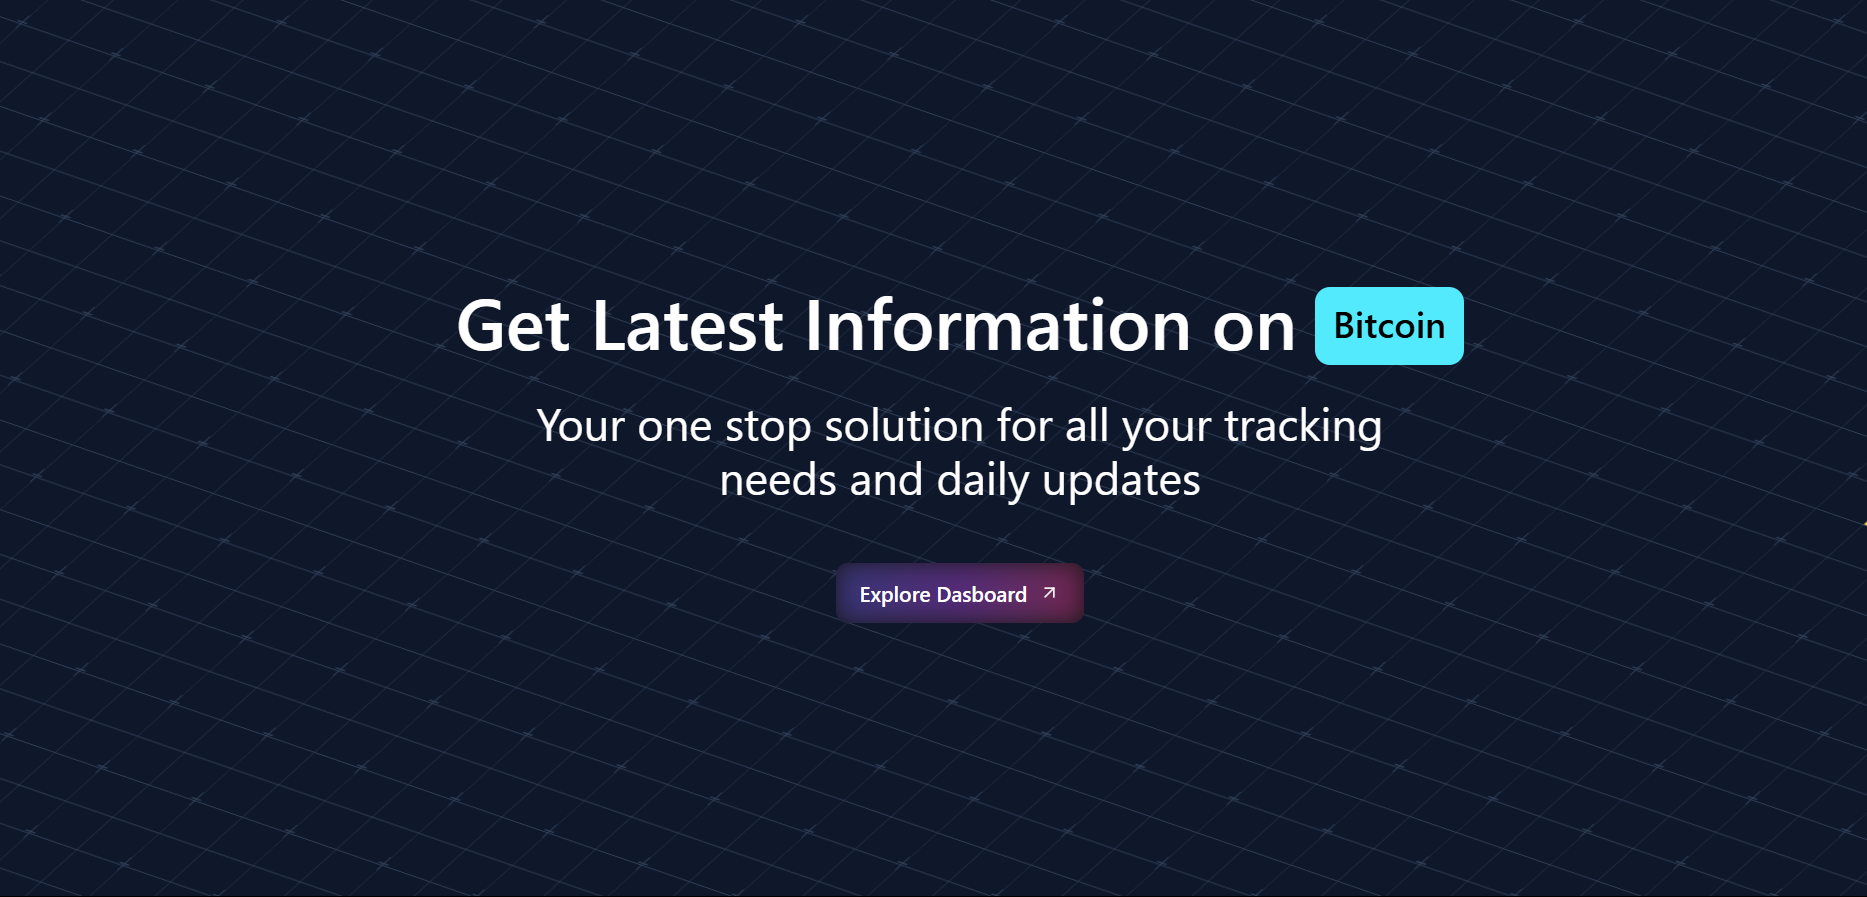 Get Latest Information on Bitcoin
Your one stop solution for all your tracking
needs and daily updates
Explore Dasboard